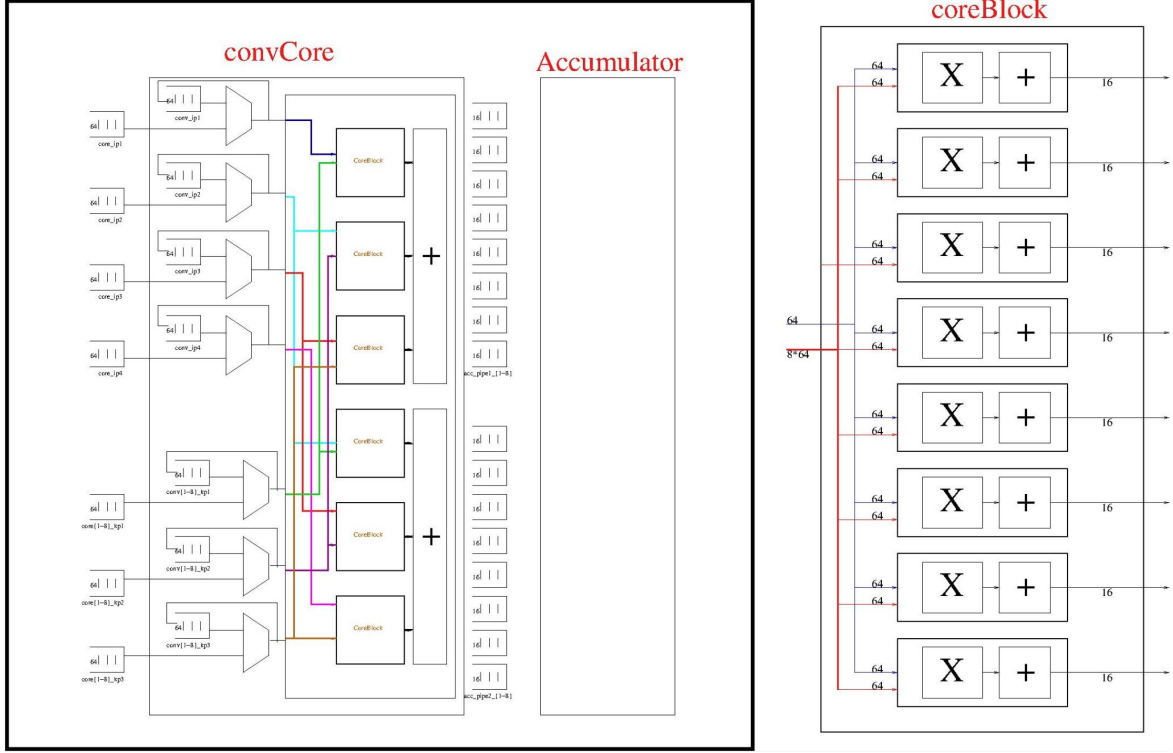 convCore
Accumulator
64
conv_ip1
64
core_ip1
64
conv_ip2
64
core_ip2
64
conv_ip3
64
core_ip3
64
conv_ip4
64
core_ip4
64
conv[1-8]_kp1
64
core[1-8]_kp1
64
conv[1-8]_kp2
64
core[1-8]_kp2
64
conv[1-8]_kp3
64
core[1-8]_kp3
CoreBlock
CoreBlock
CoreBlock
+
CoreBlock
CoreBlock
CoreBlock
+
16
16
16
16
16
16
16
16
acc_pipe1_[1-8]
16
16
16
16
16
16
16
16
acc_pipe2_[1-8]
coreBlock
64
8*64
64
64
X
+
16
64
64
X
+
16
64
64
X
+
16
64
64
X
+
16
64
64
X
+
16
64
64
X
+
16
64
64
X
+
16
64
64
X
+
16